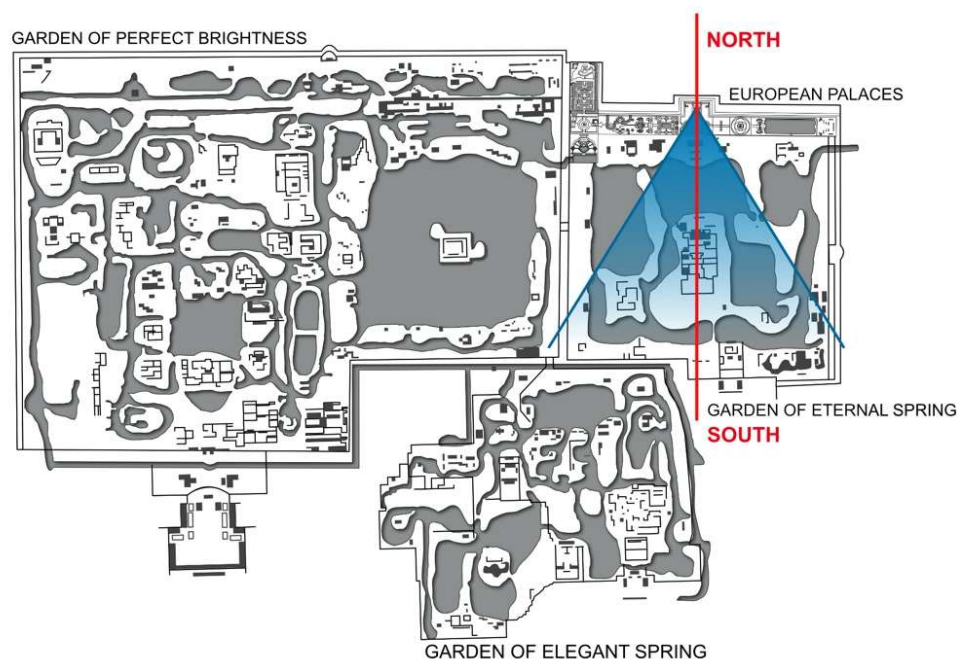 GARDEN OF PERFECT BRIGHTNESS
NORTH
EUROPEAN PALACES
GARDEN OF ETERNAL SPRING
SOUTH
GARDEN OF ELEGANT SPRING